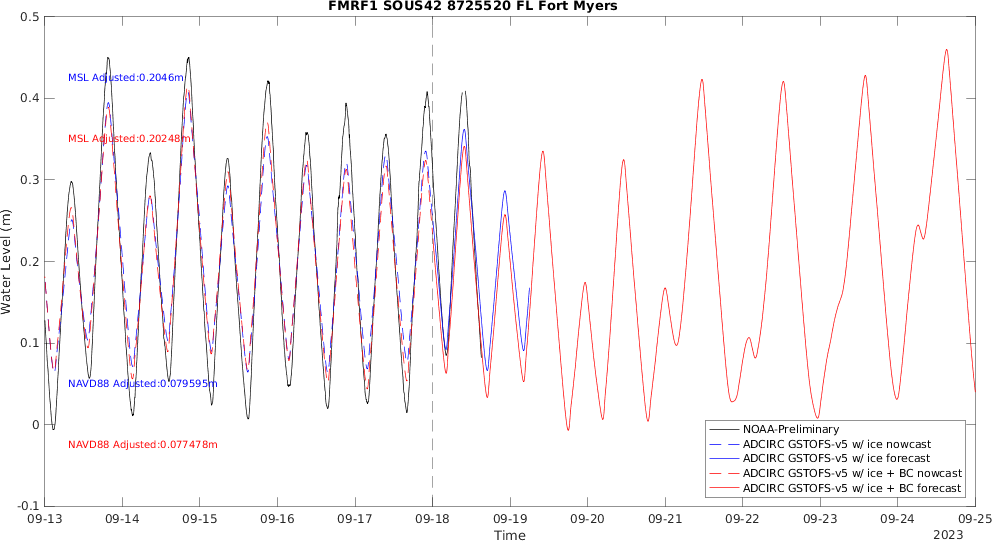 FMRF1 SOUS42 8725520 FL Fort Myers
0.5
0.4
0.3
0.2
0.1
0
-0.1
Water Level (m)
MSL Adjusted:0.2046m
MSL Adjusted:0.20248m
NAVD88 Adjusted:0.079595m
NAVD88 Adjusted:0.077478m
NOAA-Preliminary
ADCIRC GSTOFS-v5 w/ ice nowcast
ADCIRC GSTOFS-v5 w/ ice forecast
ADCIRC GSTOFS-v5 w/ ice + BC nowcast
ADCIRC GSTOFS-v5 w/ ice + BC forecast
09-13 09-14 09-15 09-16 09-17 09-18 09-19 09-20 09-21 09-22 09-23 09-24 09-25
Time
2023